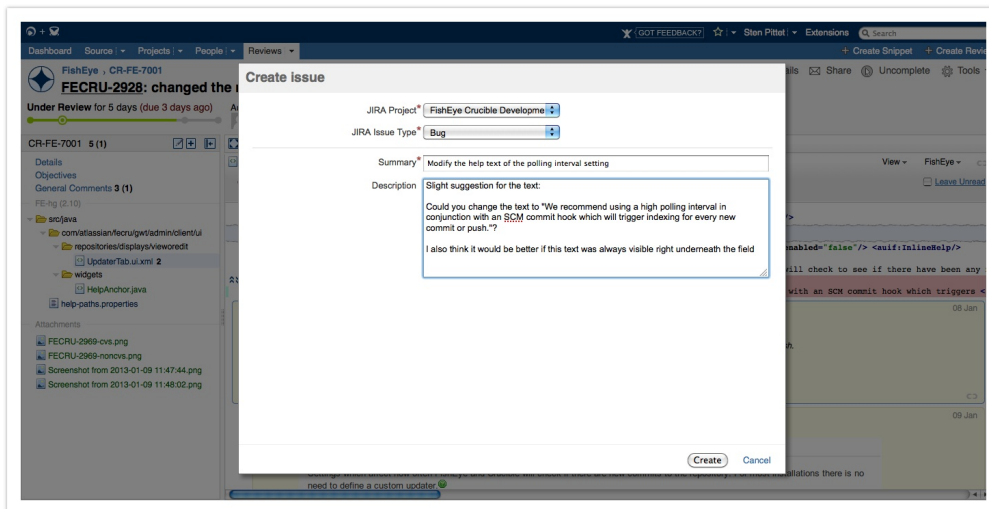 GOT FEEDBACK? Sten Pittet Extensions Search
Dashboard Source Projects People Reviews + Create Snippet + Create
FishEye , CR-FE-7001
FECRU-2928: changed the
Share Uncomplete Tools
Under Review for 5 days (due 3 days ago)
CR-FE-7001 5 (1)
Details
Objectives
General Comments 3 (1)
FE-hg (2.10)
src/java
com/atlassian/fecru/gwt/admin/client/ui
repositories/displays/vieworedit
UpdaterTab.ui.xml 2
widgets
HelpAnchor.java
help-paths.properties
Attachments
FECRU-2969-cvs.png
FECRU-2969-noncvs.png
Screenshot from 2013-01-09 11:47:44.png
Screenshot from 2013-01-09 11:48:02.png
Create issue
JIRA Project* FishEye Crucible Developme
JIRA Issue Type* Bug
Summary* Modify the help text of the polling interval setting
Description Slight suggestion for the text:
Could you change the text to "We recommend using a high polling interval in
conjunction with an SCM commit hook which will trigger indexing for every new
commit or push."?
I also think it would be better if this text was always visible right underneath the field
Create Cancel
View FishEye
Leave Unread
enabled="false"/> <auif:InlineHelp/>
will check to see if there have been any
with an SCM commit hook which triggers <
08 Jan
09 Jan
installations there is no
need to define a custom updater.